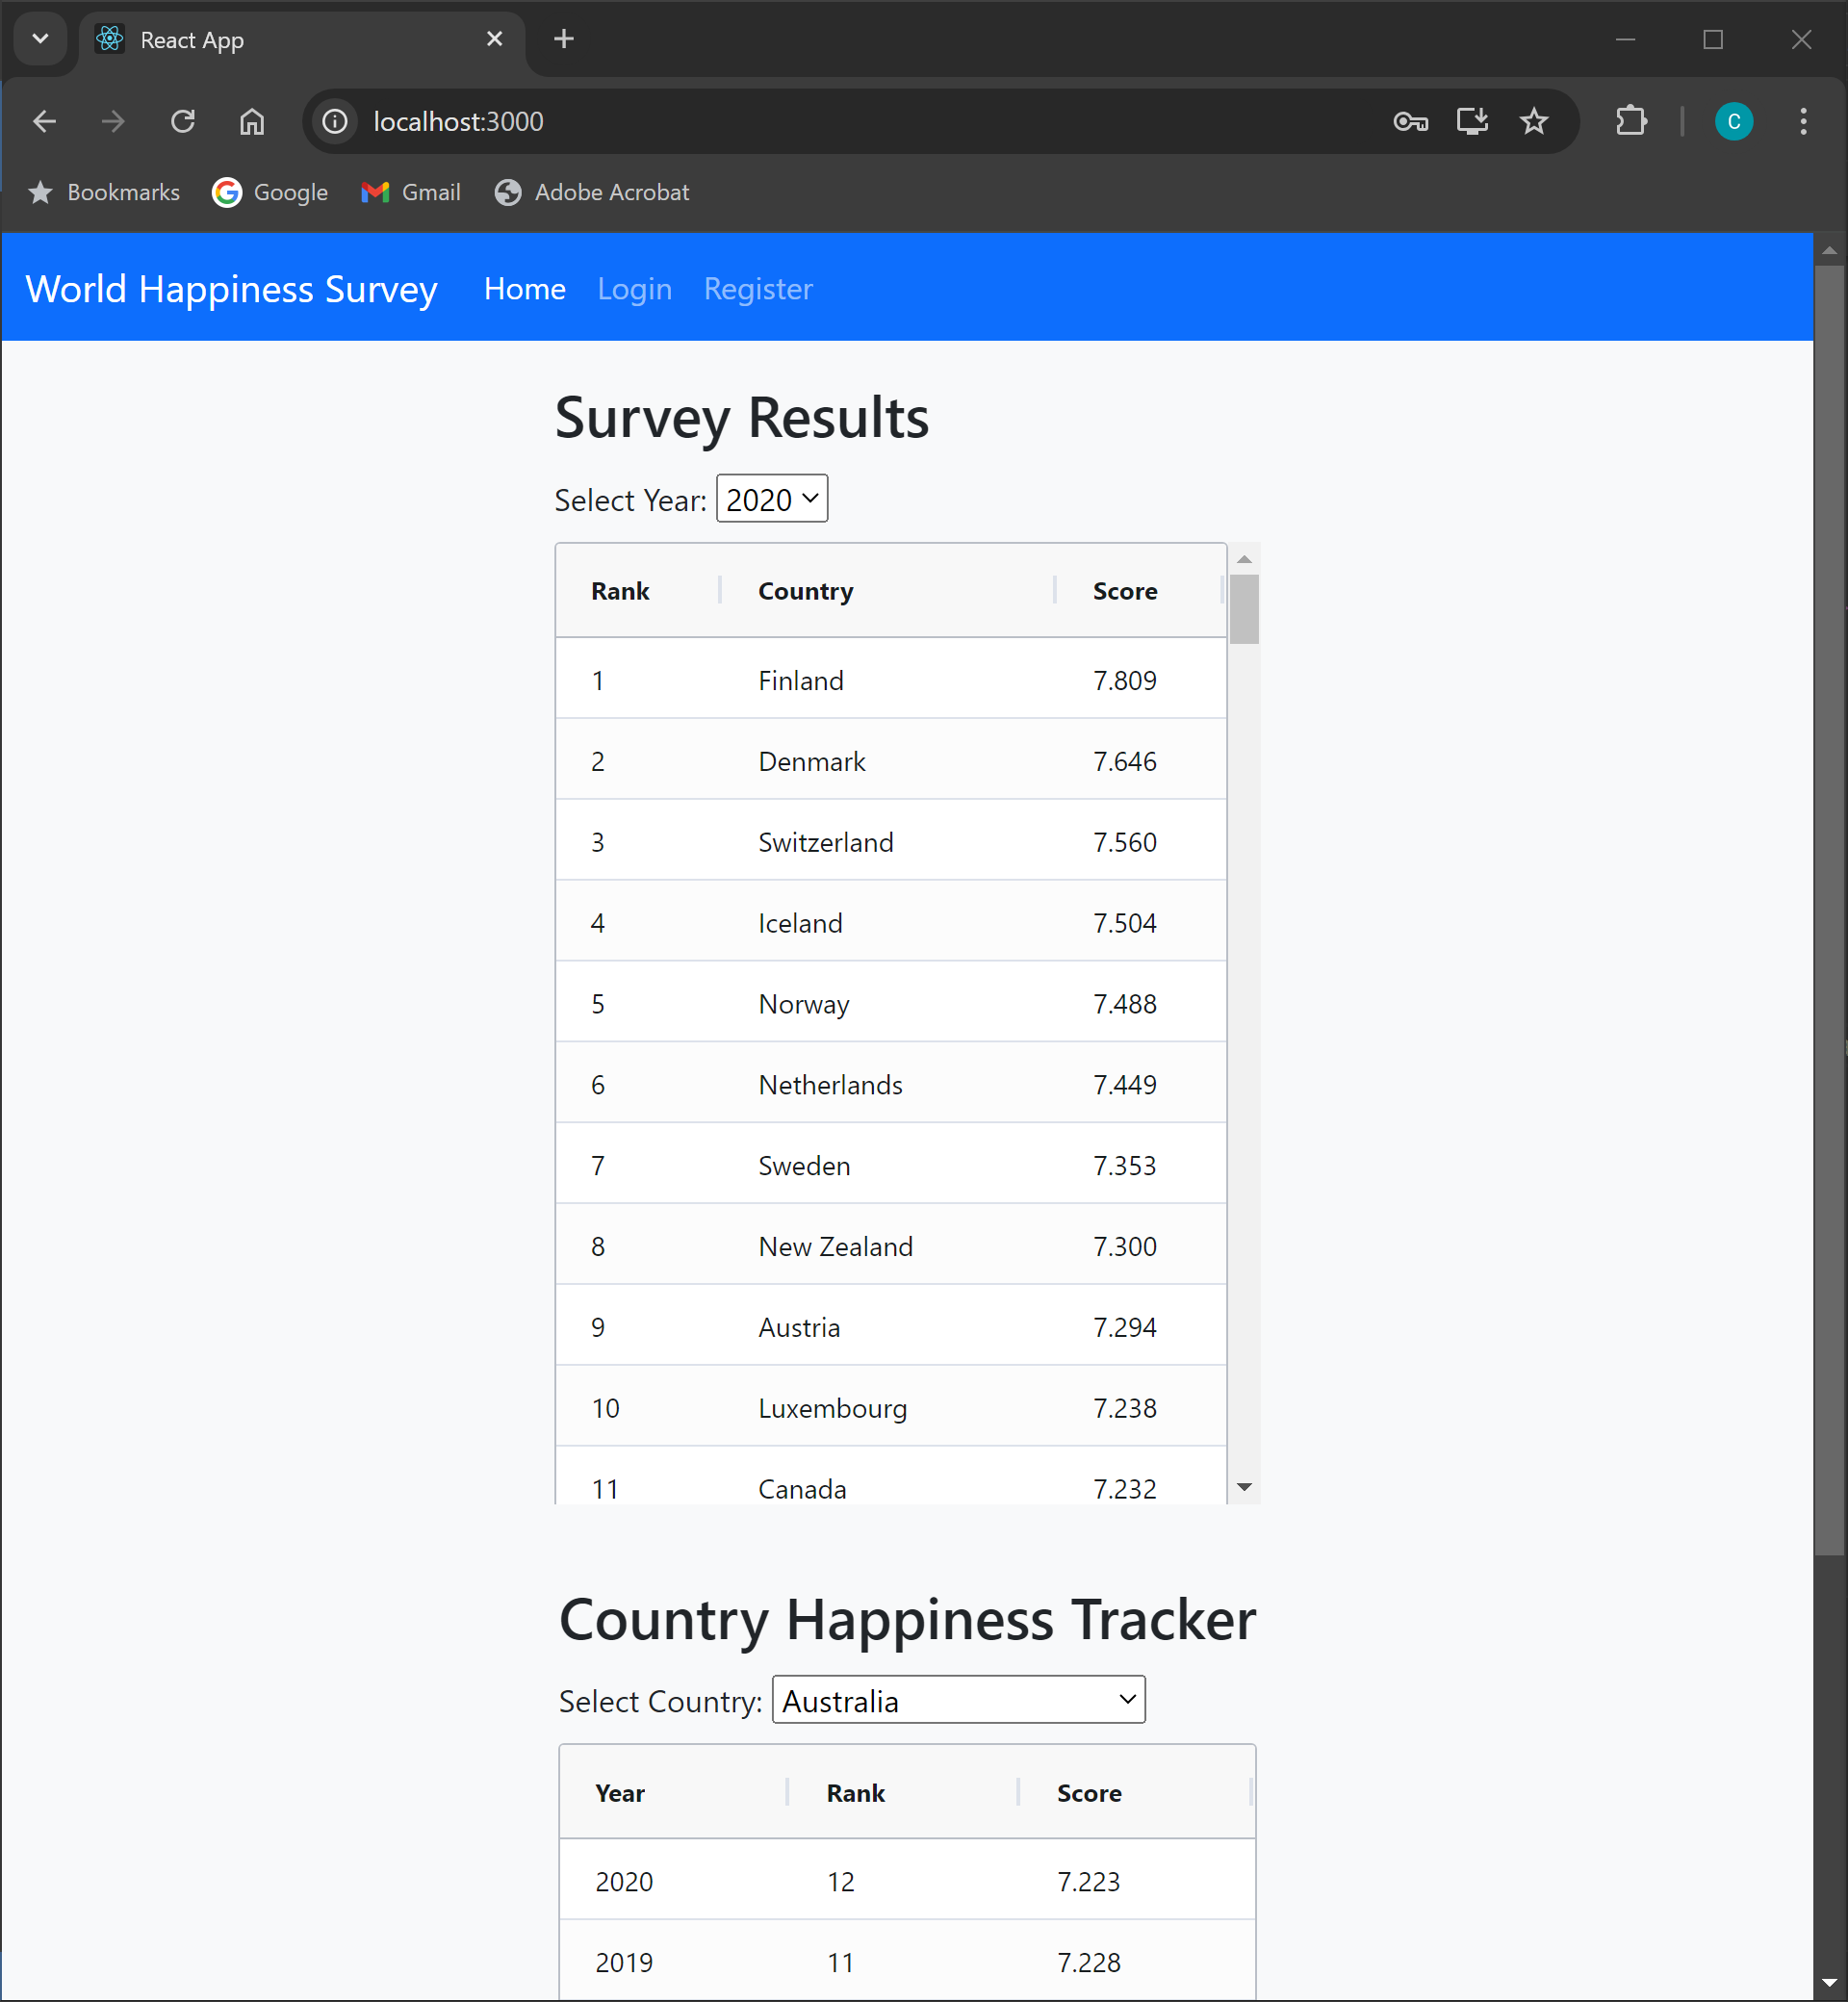 React App
localhost:3000
C
Bookmarks Google Gmail Adobe Acrobat
World Happiness Survey Home Login Register
Survey Results
Select Year: 2020
Rank Country Score
1 Finland 7.809
2 Denmark 7.646
3 Switzerland 7.560
4 Iceland 7.504
5 Norway 7.488
6 Netherlands 7.449
7 Sweden 7.353
8 New Zealand 7.300
9 Austria 7.294
10 Luxembourg 7.238
11 Canada 7.232
Country Happiness Tracker
Select Country: Australia
Year Rank Score
2020 12 7.223
2019 11 7.228